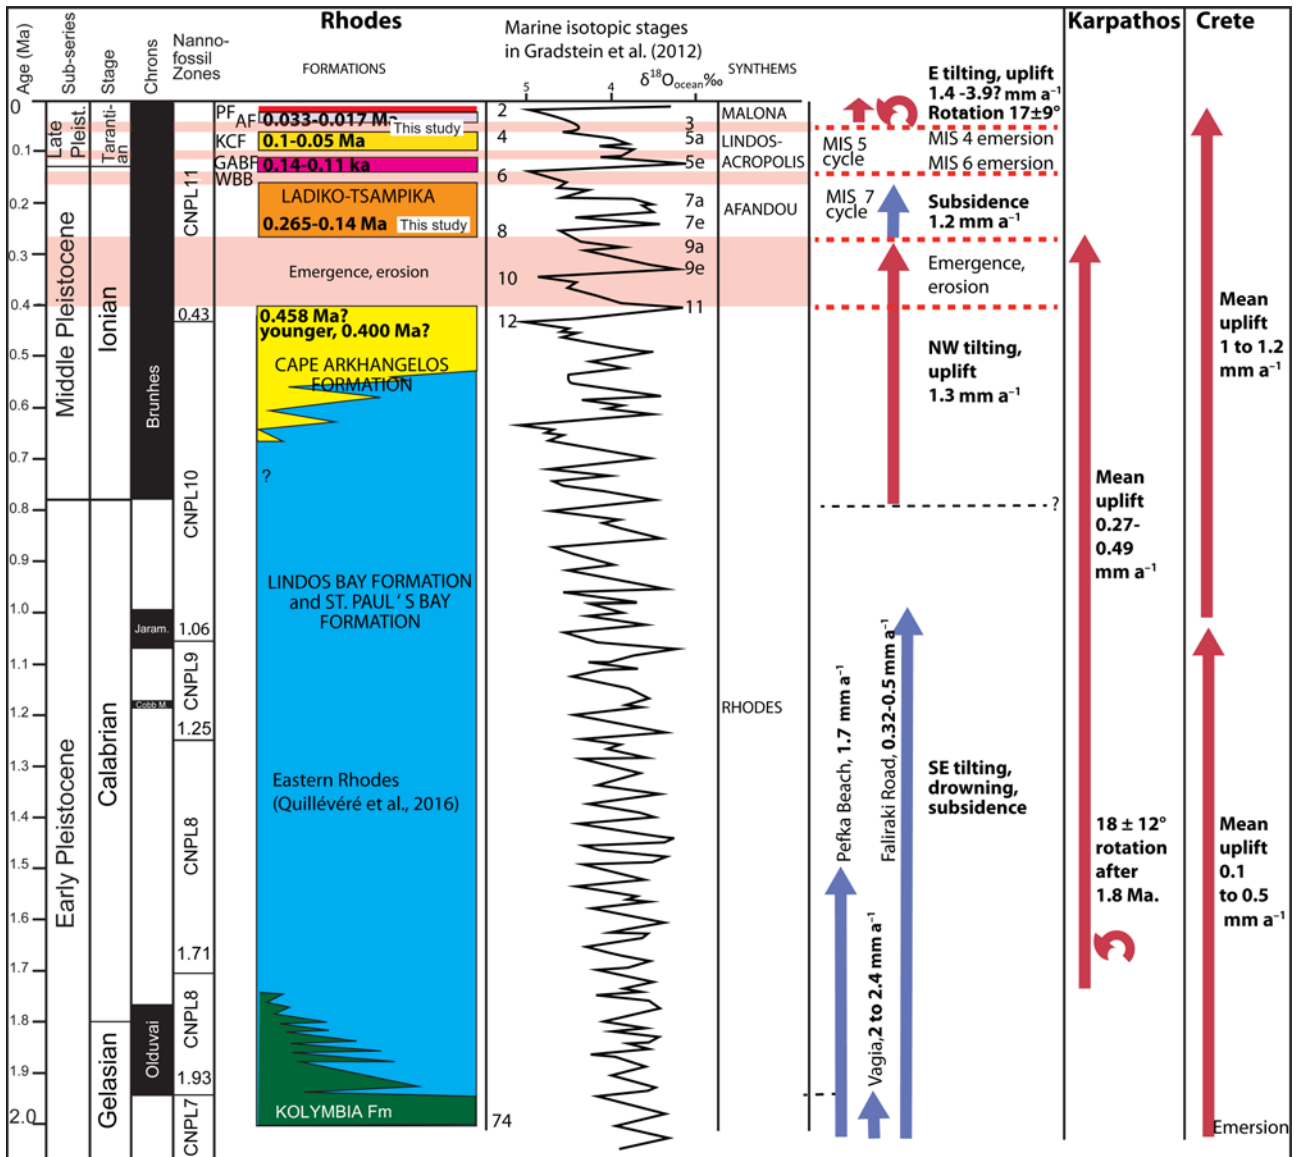 Rhodes
Karpathos
Crete
Age (Ma)
Sub-series
Stage
Chrons
Nanno-
fossil
Zones
FORMATIONS
Marine isotopic stages
in Gradstein et al. (2012)
δ18Oocean‰
5
4
SYNTHEMS
0
0.1
0.2
0.3
0.4
0.5
0.6
0.7
0.8
0.9
1.0
1.1
1.2
1.3
1.4
1.5
1.6
1.7
1.8
1.9
2.0
Late
Pleist.
Middle Pleistocene
Early Pleistocene
Taranti-
an
Ionian
Calabrian
Gelasian
Brunhes
Jaram.
Cobb M.
Olduvai
CNPL11
0.43
CNPL10
1.06
CNPL9
1.25
CNPL8
1.71
CNPL8
1.93
CNPL7
PF
AF
KCF
GABF
WBB
0.033-0.017 Ma
This study
0.1-0.05 Ma
0.14-0.11 ka
LADIKO-TSAMPIKA
0.265-0.14 Ma
This study
Emergence, erosion
0.458 Ma?
younger, 0.400 Ma?
CAPE ARKHANGELOS
FORMATION
?
LINDOS BAY FORMATION
and ST. PAUL ' S BAY
FORMATION
Eastern Rhodes
(Quillévéré et al., 2016)
KOLYMBIA Fm
2
4
6
8
10
12
74
3
5a
5e
7a
7e
9a
9e
11
MALONA
LINDOS-
ACROPOLIS
AFANDOU
RHODES
E tilting, uplift
1.4 -3.9? mm a–1
Rotation 17±9°
MIS 5
cycle
MIS 4 emersion
MIS 6 emersion
MIS 7
cycle
Subsidence
1.2 mm a–1
Emergence,
erosion
NW tilting,
uplift
1.3 mm a–1
?
Pefka Beach, 1.7 mm a–1
Vagia,2 to 2.4 mm a–1
Faliraki Road, 0.32-0.5 mm a–1
SE tilting,
drowning,
subsidence
Mean
uplift
0.27-
0.49
mm a–1
18 ± 12°
rotation
after
1.8 Ma.
Mean
uplift
1 to 1.2
mm a–1
Mean
uplift
0.1
to 0.5
mm a–1
Emersion